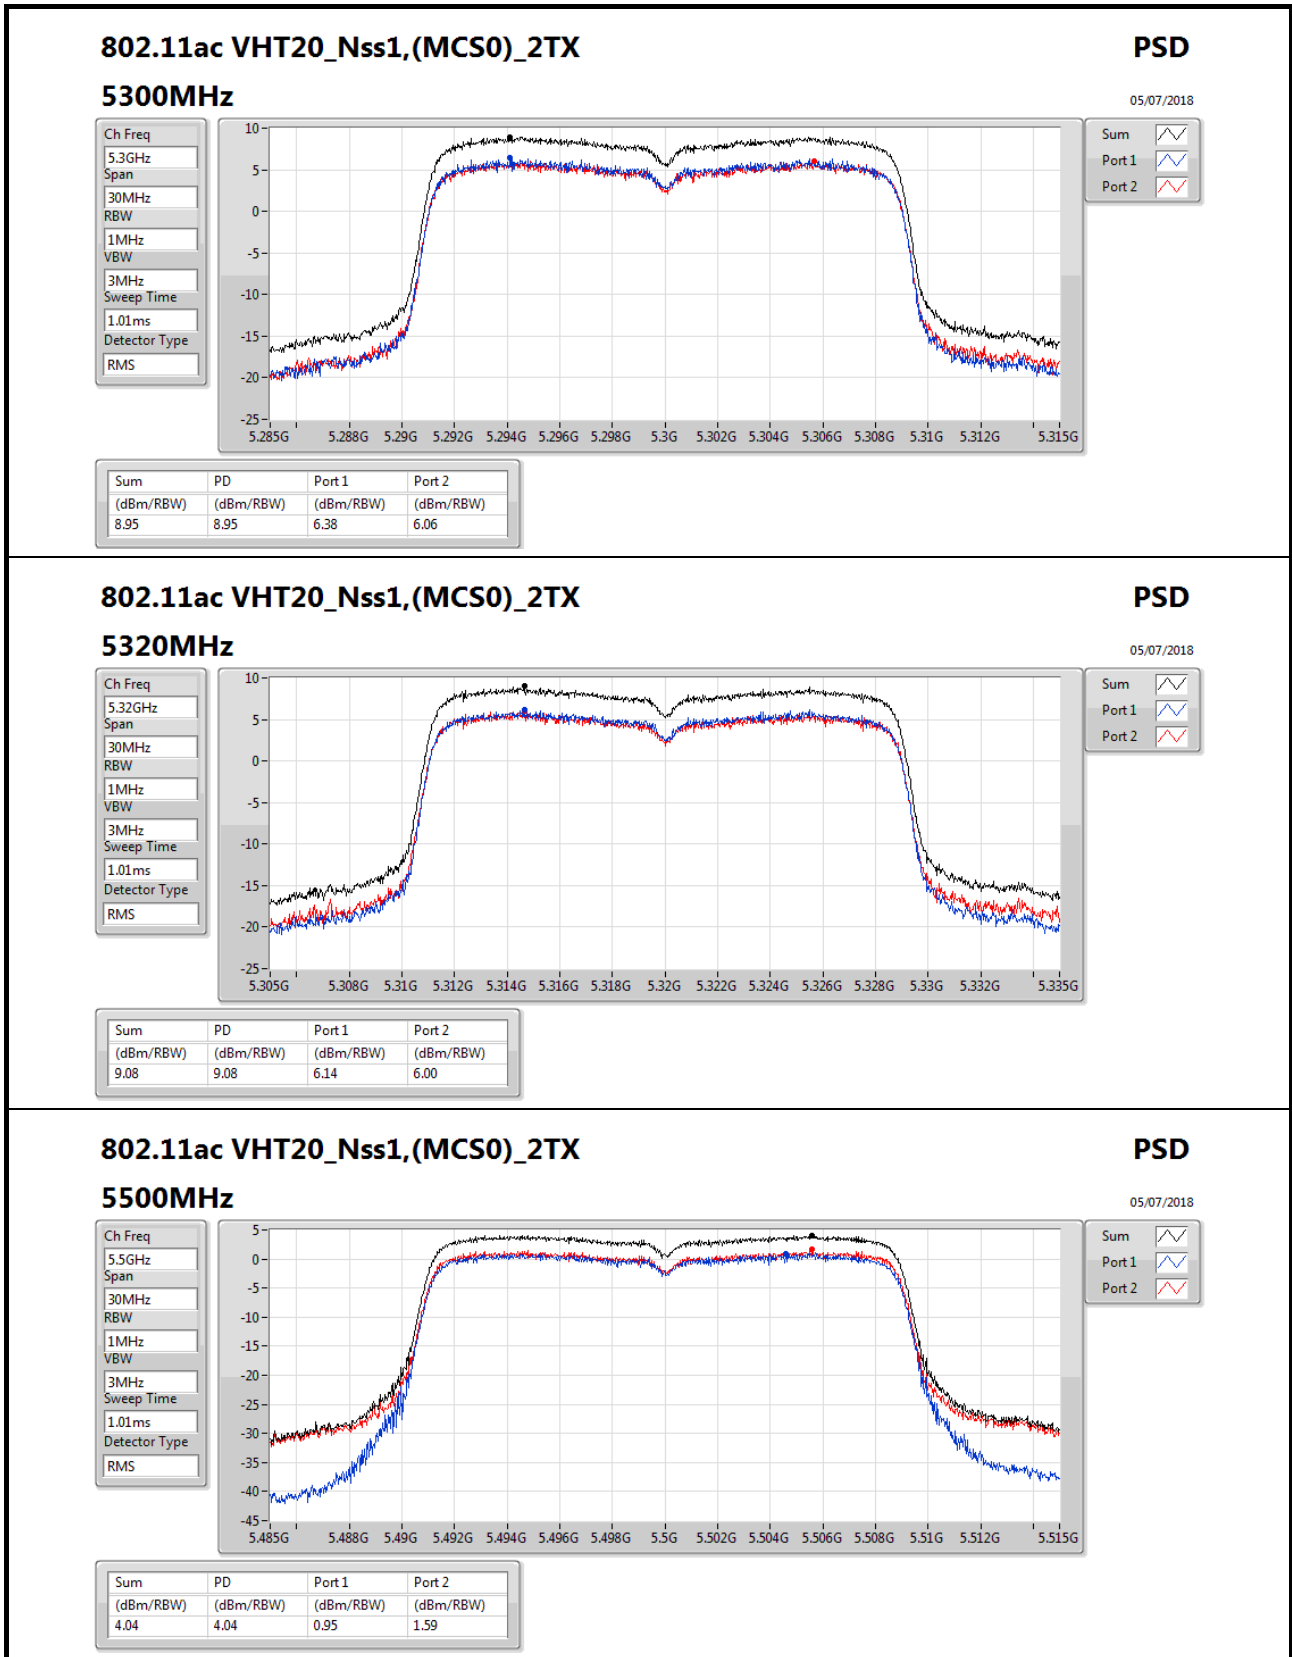 802.11ac VHT20_Nss1,(MCS0)_2TX PSD
5300MHz 05/07/2018
Ch Freq
5.3GHz
Span
30MHz
RBW
1MHz
VBW
3MHz
Sweep Time
1.01ms
Detector Type
RMS
10
5
0
-5
-10
-15
-20
-25
5.285G 5.288G 5.29G 5.292G 5.294G 5.296G 5.298G 5.3G 5.302G 5.304G 5.306G 5.308G 5.31G 5.312G 5.315G
Sum
Port 1
Port 2
Sum PD Port 1 Port 2
(dBm/RBW) (dBm/RBW) (dBm/RBW) (dBm/RBW)
8.95 8.95 6.38 6.06
802.11ac VHT20_Nss1,(MCS0)_2TX PSD
5320MHz 05/07/2018
Ch Freq
5.32GHz
Span
30MHz
RBW
1MHz
VBW
3MHz
Sweep Time
1.01ms
Detector Type
RMS
10
5
0
-5
-10
-15
-20
-25
5.305G 5.308G 5.31G 5.312G 5.314G 5.316G 5.318G 5.32G 5.322G 5.324G 5.326G 5.328G 5.33G 5.332G 5.335G
Sum
Port 1
Port 2
Sum PD Port 1 Port 2
(dBm/RBW) (dBm/RBW) (dBm/RBW) (dBm/RBW)
9.08 9.08 6.14 6.00
802.11ac VHT20_Nss1,(MCS0)_2TX PSD
5500MHz 05/07/2018
Ch Freq
5.5GHz
Span
30MHz
RBW
1MHz
VBW
3MHz
Sweep Time
1.01ms
Detector Type
RMS
5
0
-5
-10
-15
-20
-25
-30
-35
-40
-45
5.485G 5.488G 5.49G 5.492G 5.494G 5.496G 5.498G 5.5G 5.502G 5.504G 5.506G 5.508G 5.51G 5.512G 5.515G
Sum
Port 1
Port 2
Sum PD Port 1 Port 2
(dBm/RBW) (dBm/RBW) (dBm/RBW) (dBm/RBW)
4.04 4.04 0.95 1.59